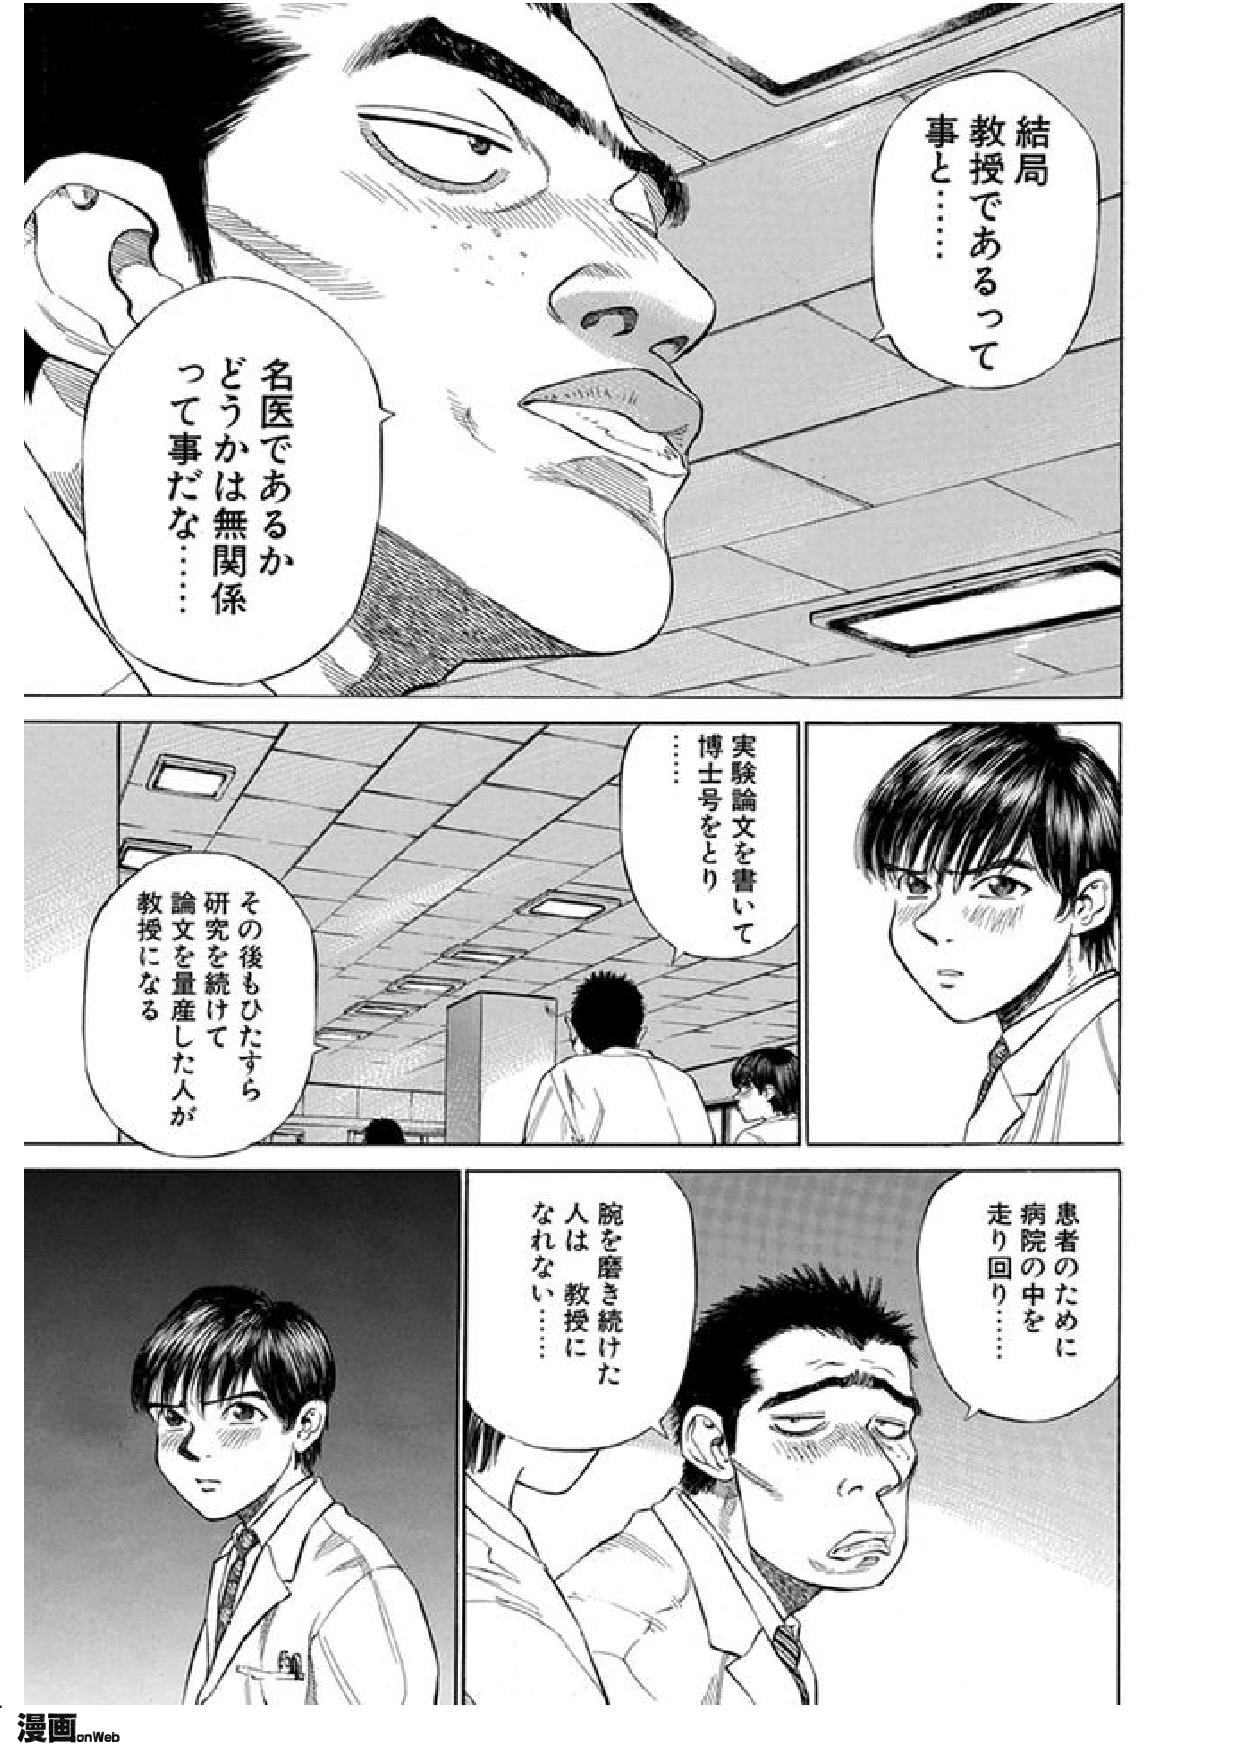 結局
教授であるって
事と……
名医であるか
どうかは無関係
って事だな……
実験論文を書いて
博士号をとり
……
その後もひたすら
研究を続けて
論文を量産した人が
教授になる
患者のために
病院の中を
走り回り……
腕を磨き続けた
人は 教授に
なれない……
漫画onWeb